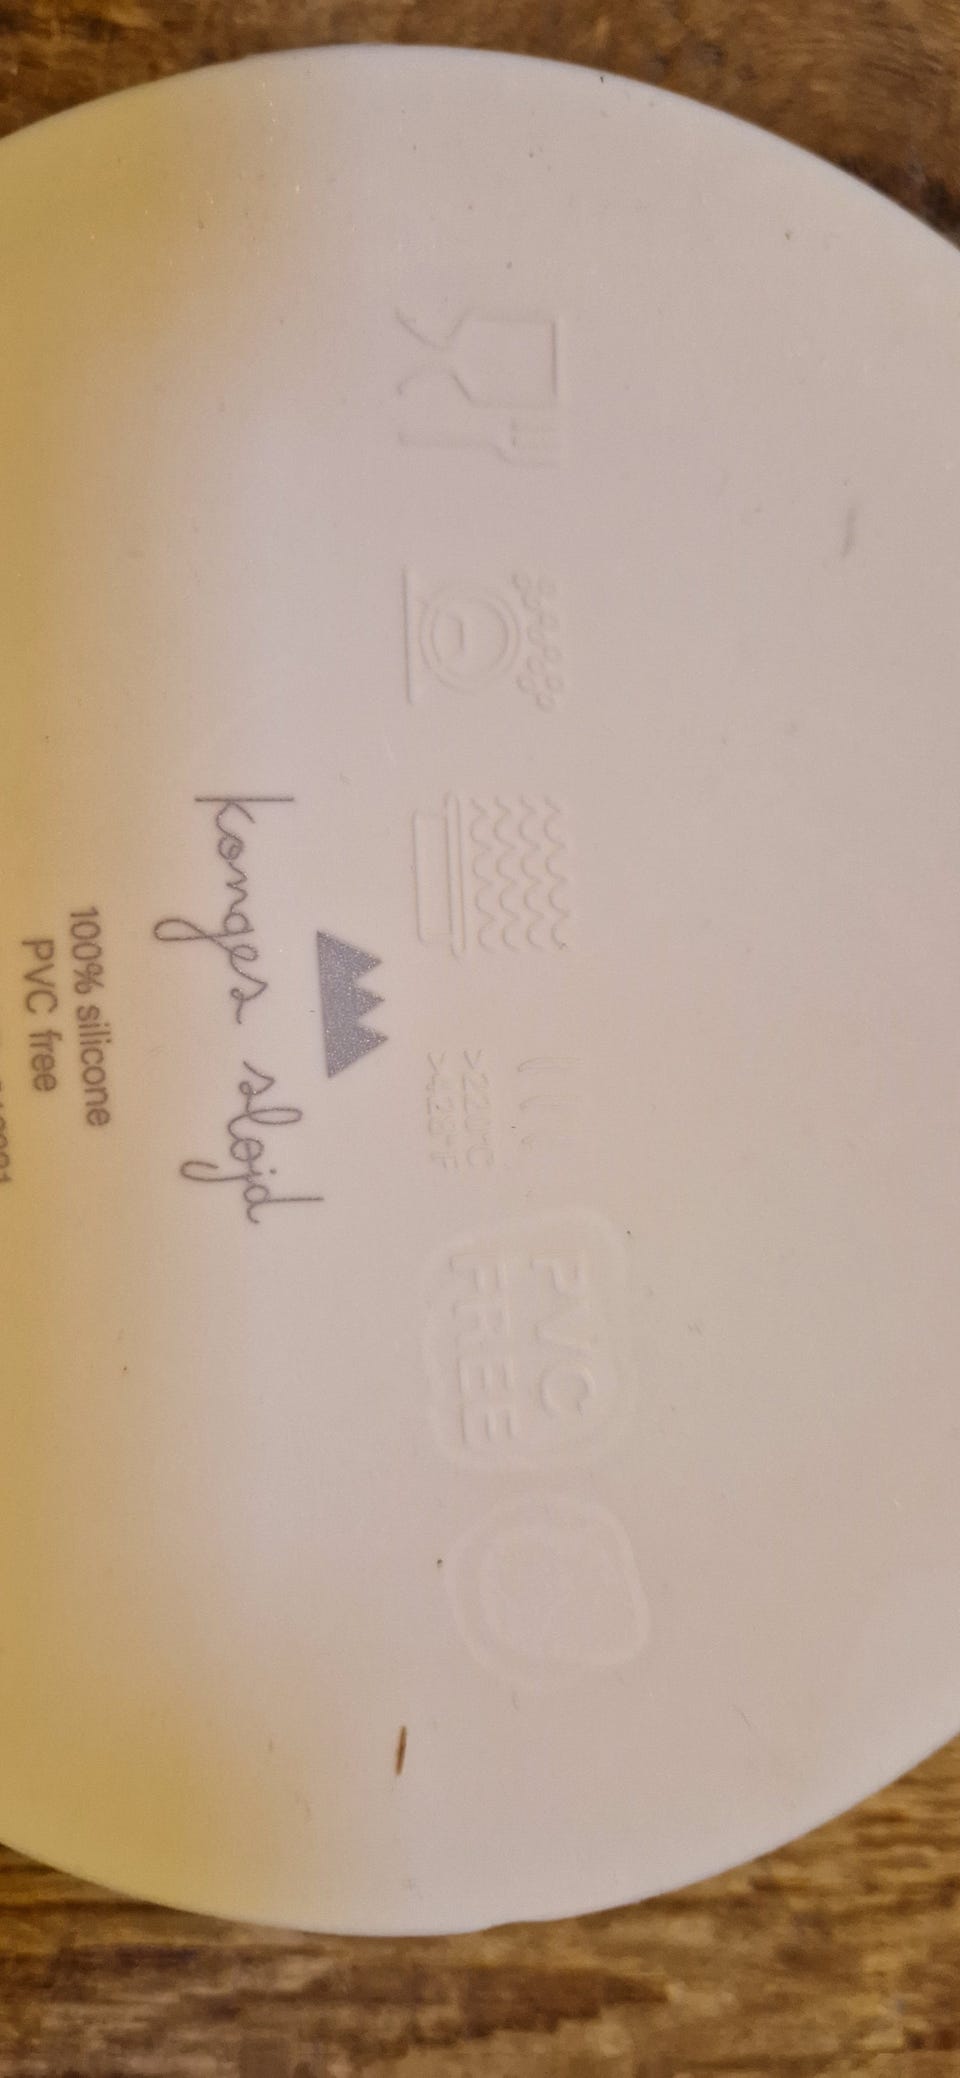 >220°C
>428°F
PVC
FREE
konges sløjd
100% silicone
PVC free